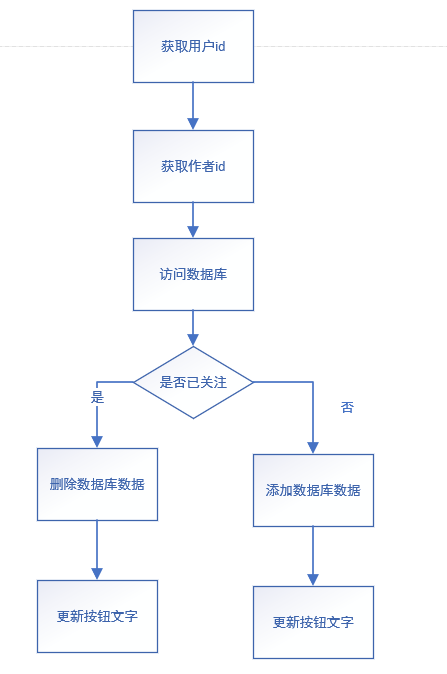 获取用户id
获取作者id
访问数据库
是否已关注
是
否
删除数据库数据
添加数据库数据
更新按钮文字
更新按钮文字